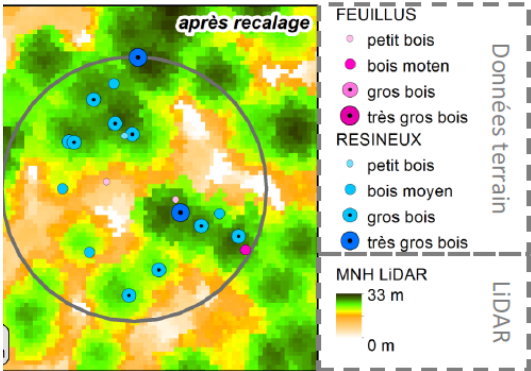 après recalage
FEUILLUS
petit bois
bois moten
gros bois
très gros bois
RESINEUX
petit bois
bois moyen
gros bois
très gros bois
Données terrain
MNH LiDAR
33 m
0 m
LiDAR